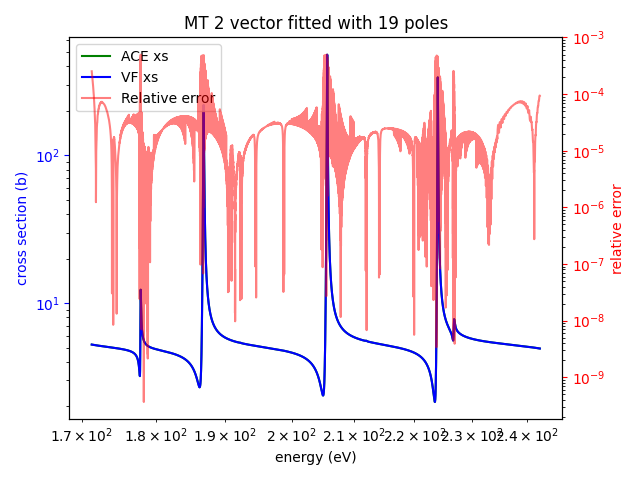 MT 2 vector fitted with 19 poles
ACE xs
VF xs
Relative error
cross section (b)
10²
10¹
10⁻³
10⁻⁴
10⁻⁵
10⁻⁶
10⁻⁷
10⁻⁸
10⁻⁹
relative error
1.7 × 10² 1.8 × 10² 1.9 × 10² 2 × 10² 2.1 × 10² 2.2 × 10² 2.3 × 10² 2.4 × 10²
energy (eV)